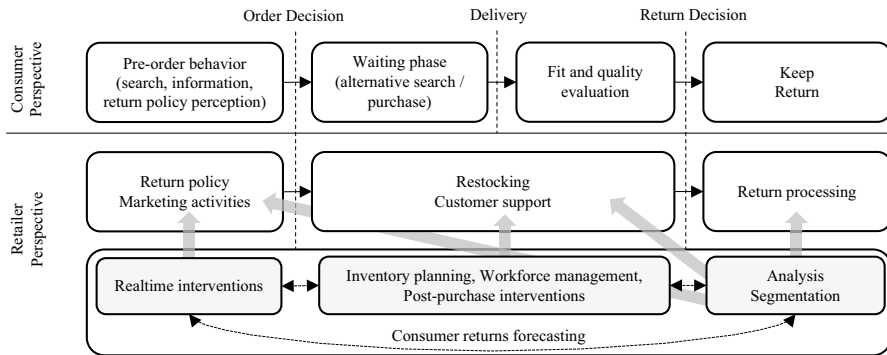 Order Decision
Delivery
Return Decision
Consumer
Perspective
Pre-order behavior
(search, information,
return policy perception)
Waiting phase
(alternative search /
purchase)
Fit and quality
evaluation
Keep
Return
Retailer
Perspective
Return policy
Marketing activities
Restocking
Customer support
Return processing
Realtime interventions
Inventory planning, Workforce management,
Post-purchase interventions
Analysis
Segmentation
Consumer returns forecasting